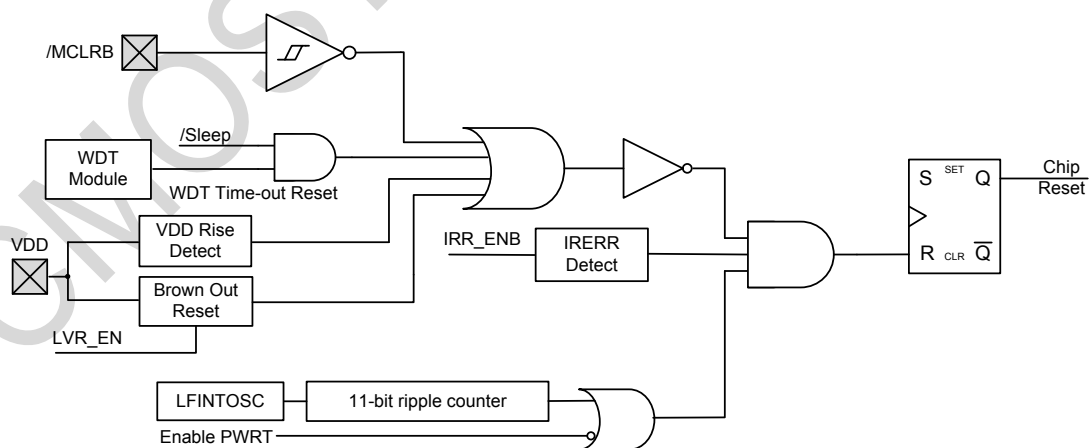 /MCLRB
/Sleep
WDT
Module
WDT Time-out Reset
VDD Rise
Detect
VDD
Brown Out
Reset
LVR_EN
IRR_ENB
IRERR
Detect
S SET Q
R CLR Q
Chip
Reset
LFINTOSC
11-bit ripple counter
Enable PWRT
CMOS